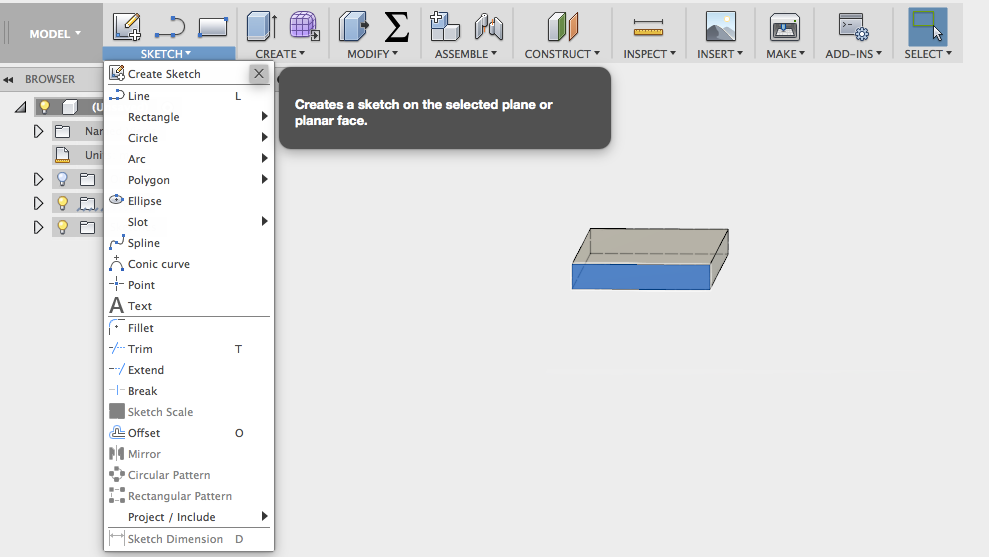 MODEL
SKETCH
CREATE
MODIFY
ASSEMBLE
CONSTRUCT
INSPECT
INSERT
MAKE
ADD-INS
SELECT
BROWSER
(U
Nar
Unit
Create Sketch
Line L
Rectangle
Circle
Arc
Polygon
Ellipse
Slot
Spline
Conic curve
Point
Text
Fillet
Trim T
Extend
Break
Sketch Scale
Offset O
Mirror
Circular Pattern
Rectangular Pattern
Project / Include
Sketch Dimension D
Creates a sketch on the selected plane or
planar face.